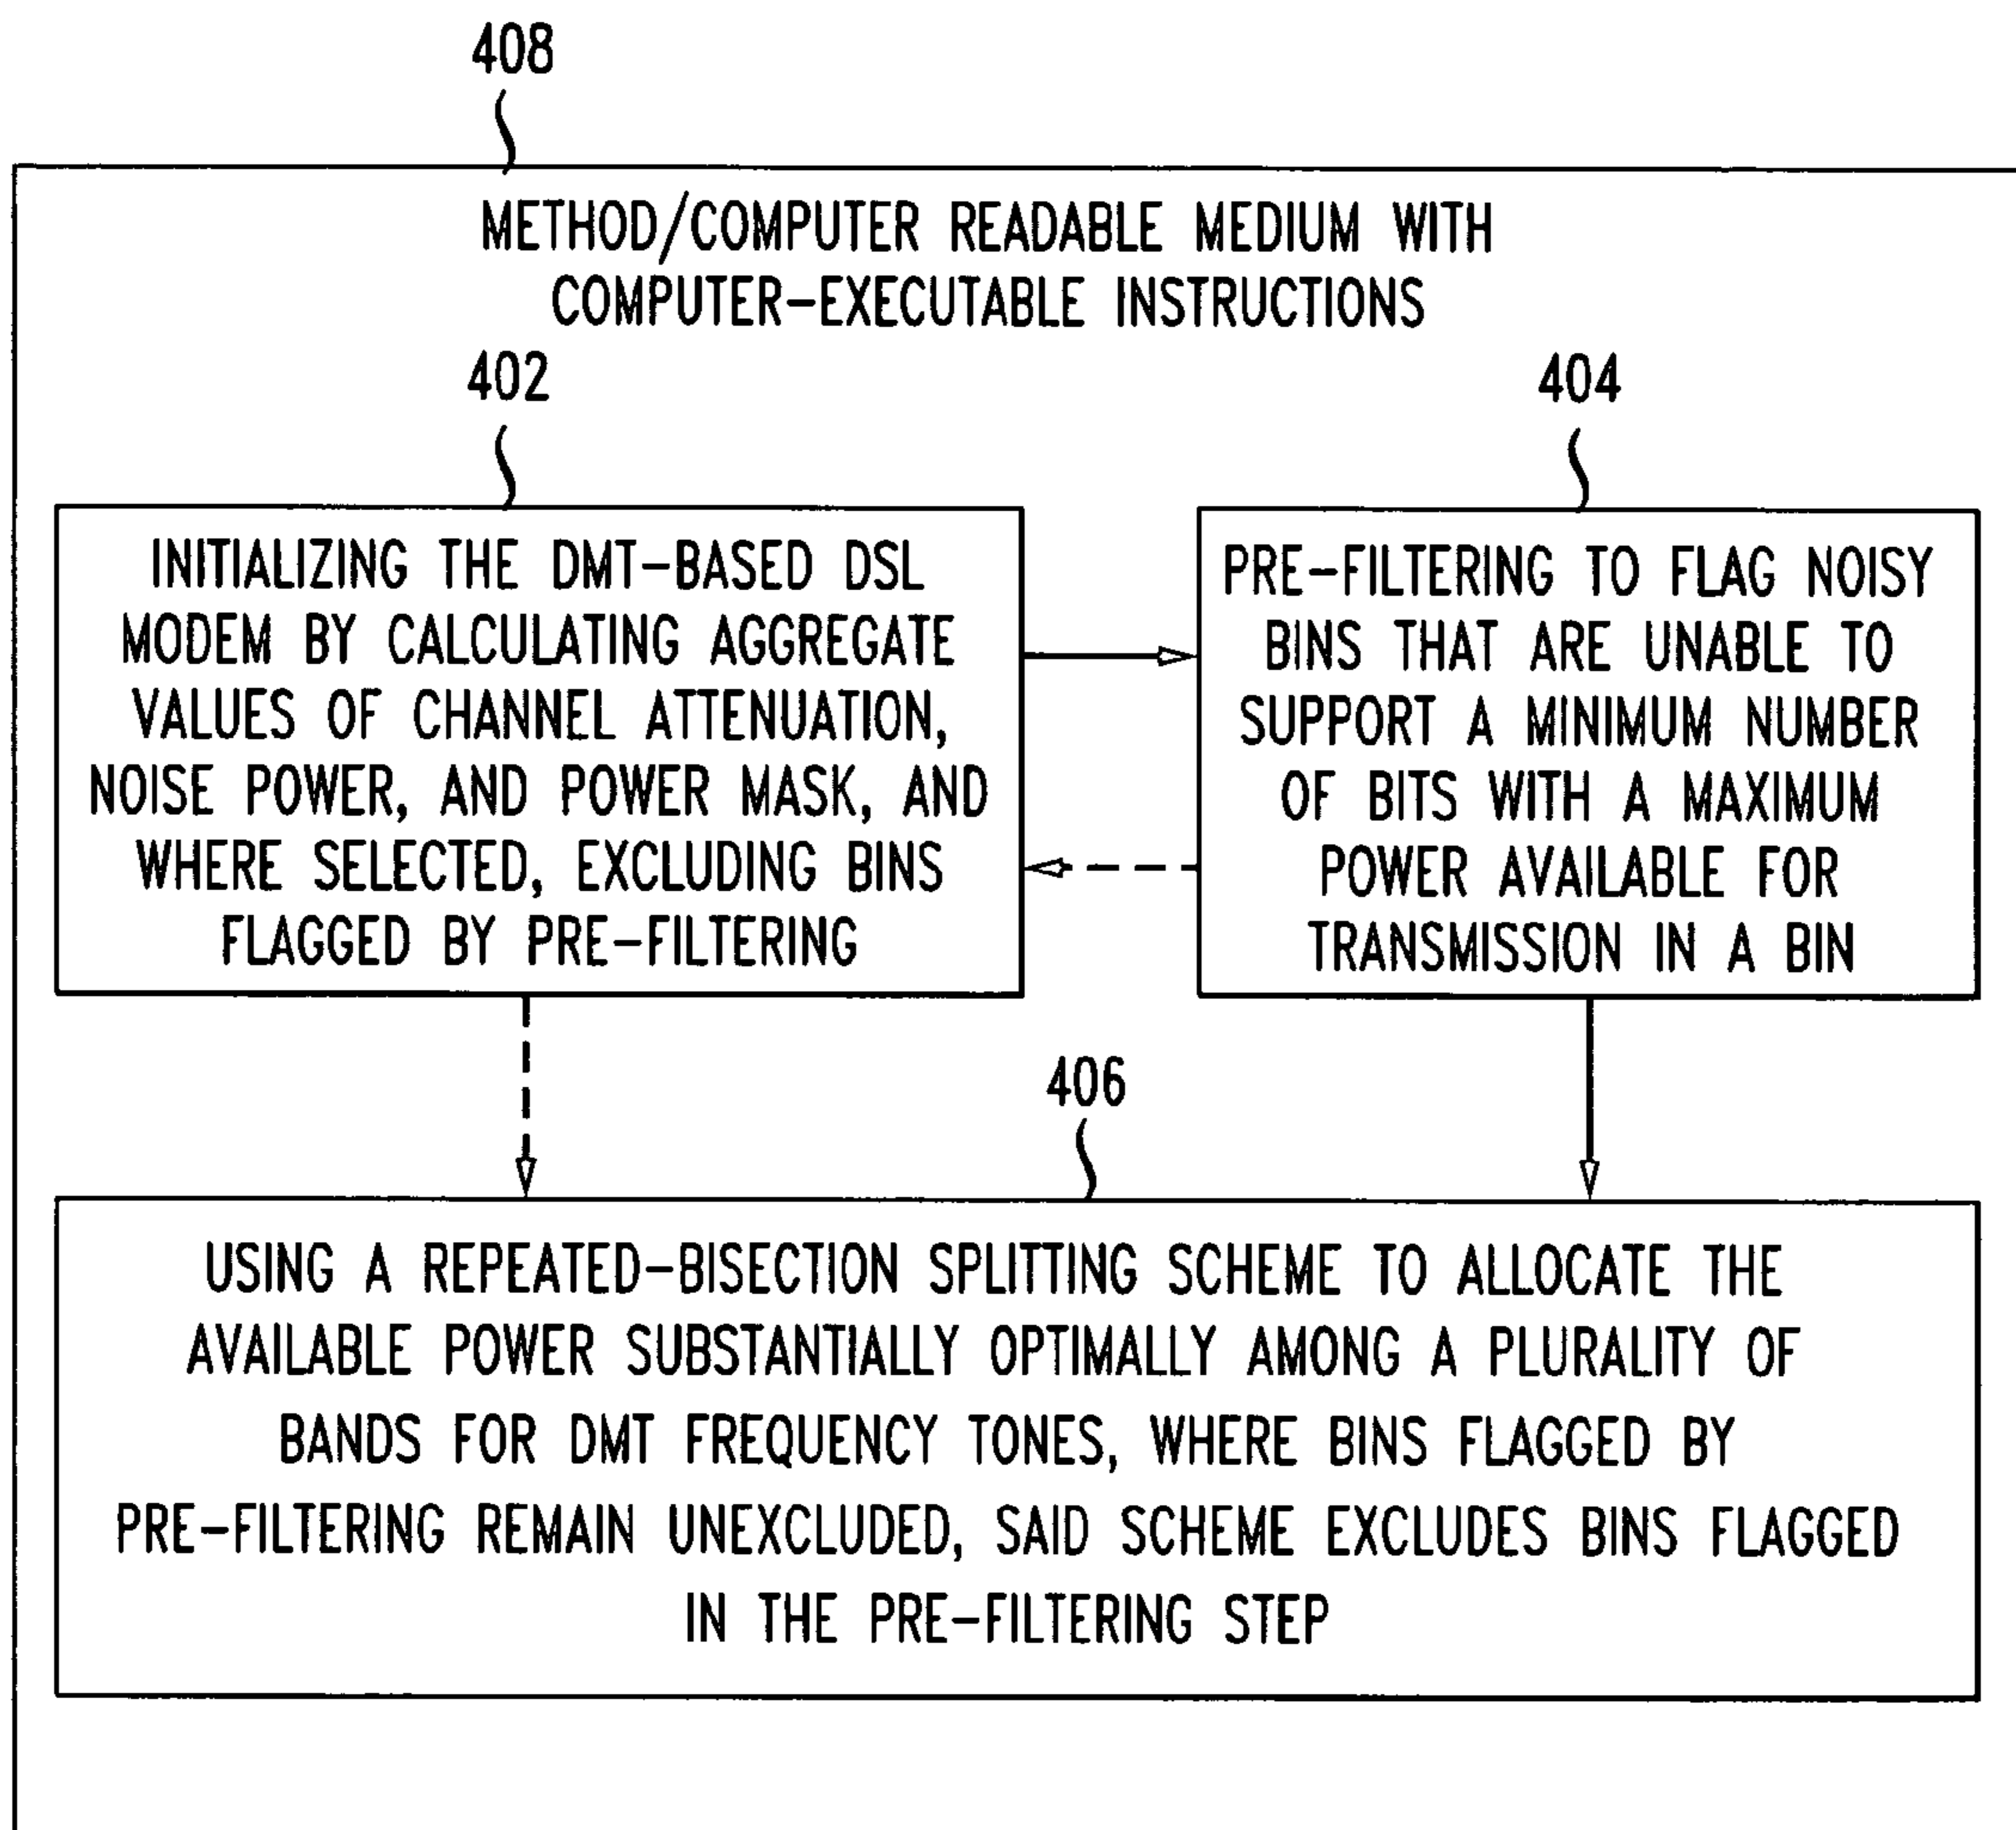 408
METHOD/COMPUTER READABLE MEDIUM WITH
COMPUTER-EXECUTABLE INSTRUCTIONS
402
INITIALIZING THE DMT-BASED DSL
MODEM BY CALCULATING AGGREGATE
VALUES OF CHANNEL ATTENUATION,
NOISE POWER, AND POWER MASK, AND
WHERE SELECTED, EXCLUDING BINS
FLAGGED BY PRE-FILTERING
404
PRE-FILTERING TO FLAG NOISY
BINS THAT ARE UNABLE TO
SUPPORT A MINIMUM NUMBER
OF BITS WITH A MAXIMUM
POWER AVAILABLE FOR
TRANSMISSION IN A BIN
406
USING A REPEATED-BISECTION SPLITTING SCHEME TO ALLOCATE THE
AVAILABLE POWER SUBSTANTIALLY OPTIMALLY AMONG A PLURALITY OF
BANDS FOR DMT FREQUENCY TONES, WHERE BINS FLAGGED BY
PRE-FILTERING REMAIN UNEXCLUDED, SAID SCHEME EXCLUDES BINS FLAGGED
IN THE PRE-FILTERING STEP